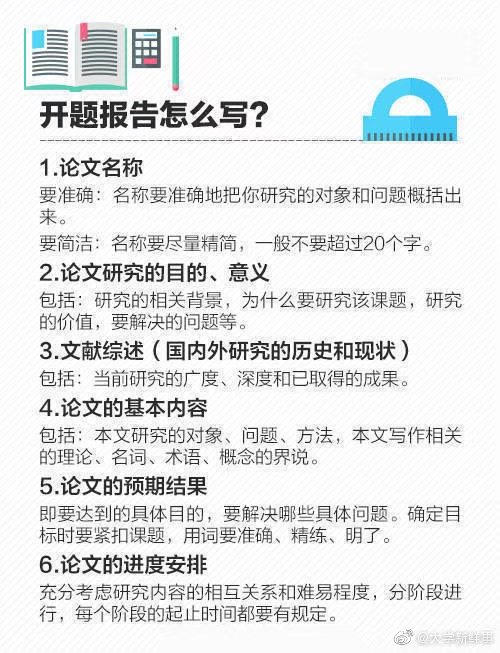 开题报告怎么写?
1.论文名称
要准确：名称要准确地把你研究的对象和问题概括出
来。
要简洁：名称要尽量精简，一般不要超过20个字。
2.论文研究的目的、意义
包括：研究的相关背景，为什么要研究该课题，研究
的价值，要解决的问题等。
3.文献综述（国内外研究的历史和现状）
包括：当前研究的广度、深度和已取得的成果。
4.论文的基本内容
包括：本文研究的对象、问题、方法，本文写作相关
的理论、名词、术语、概念的界说。
5.论文的预期结果
即要达到的具体目的，要解决哪些具体问题。确定目
标时要紧扣课题，用词要准确、精练、明了。
6.论文的进度安排
充分考虑研究内容的相互关系和难易程度，分阶段进
行，每个阶段的起止时间都要有规定。